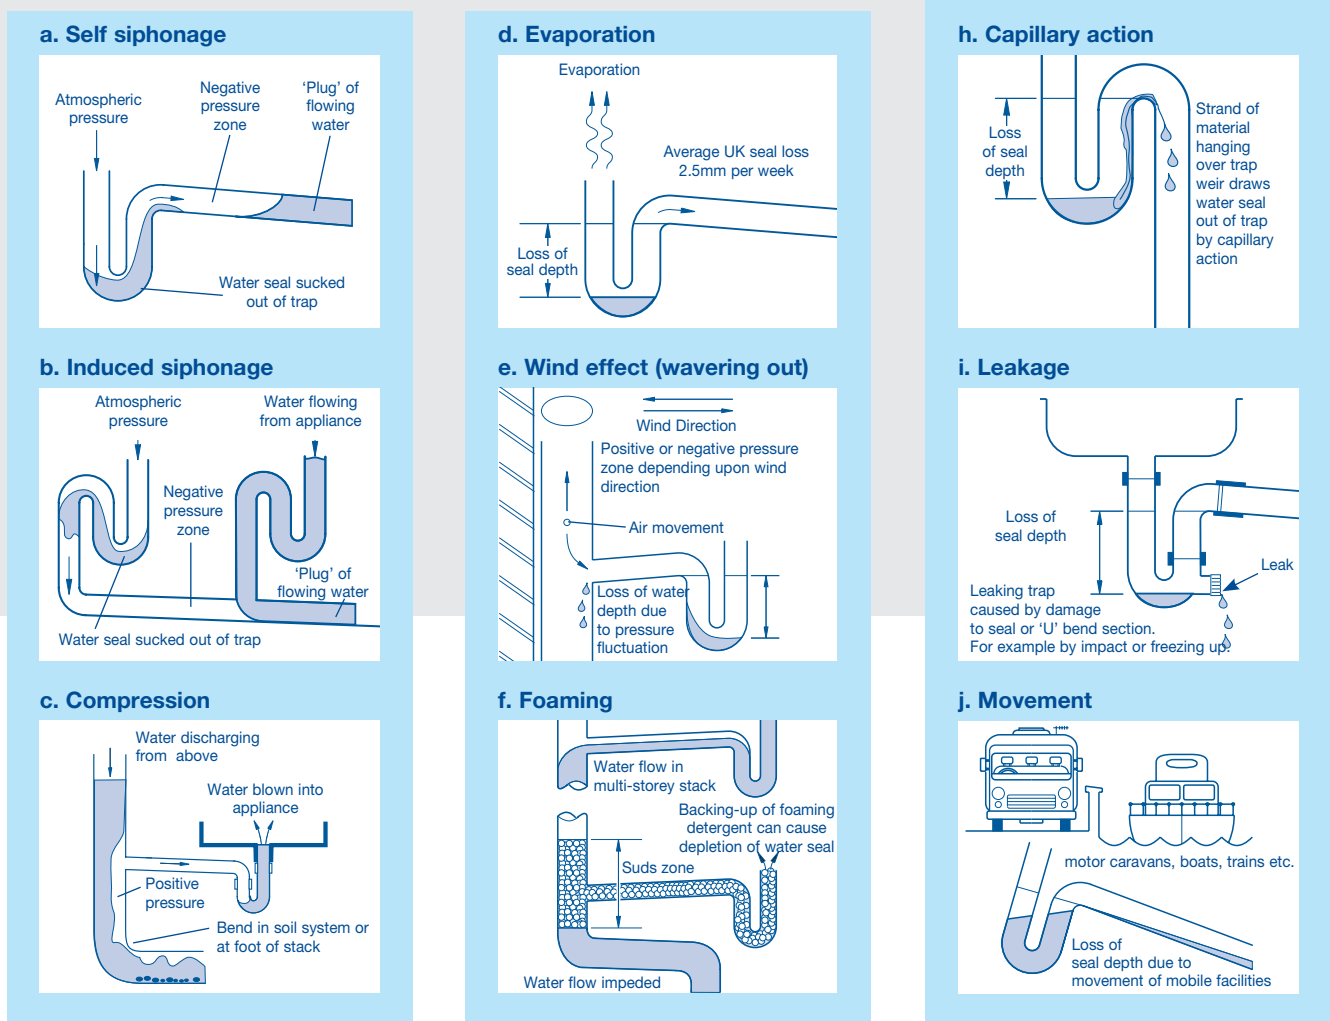 a. Self siphonage
Atmospheric
pressure
Negative
pressure
zone
‘Plug’ of
flowing
water
Water seal sucked
out of trap
b. Induced siphonage
Atmospheric
pressure
Water flowing
from appliance
Negative
pressure
zone
‘Plug’ of
flowing water
Water seal sucked out of trap
c. Compression
Water discharging
from above
Water blown into
appliance
Positive
pressure
Bend in soil system or
at foot of stack
d. Evaporation
Evaporation
Average UK seal loss
2.5mm per week
Loss of
seal depth
e. Wind effect (wavering out)
Wind Direction
Positive or negative pressure
zone depending upon wind
direction
Air movement
Loss of water
depth due
to pressure
fluctuation
f. Foaming
Water flow in
multi-storey stack
Backing-up of foaming
detergent can cause
depletion of water seal
Suds zone
Water flow impeded
h. Capillary action
Loss
of seal
depth
Strand of
material
hanging
over trap
weir draws
water seal
out of trap
by capillary
action
i. Leakage
Loss of
seal depth
Leak
Leaking trap
caused by damage
to seal or ‘U’ bend section.
For example by impact or freezing up.
j. Movement
motor caravans, boats, trains etc.
Loss of
seal depth due to
movement of mobile facilities